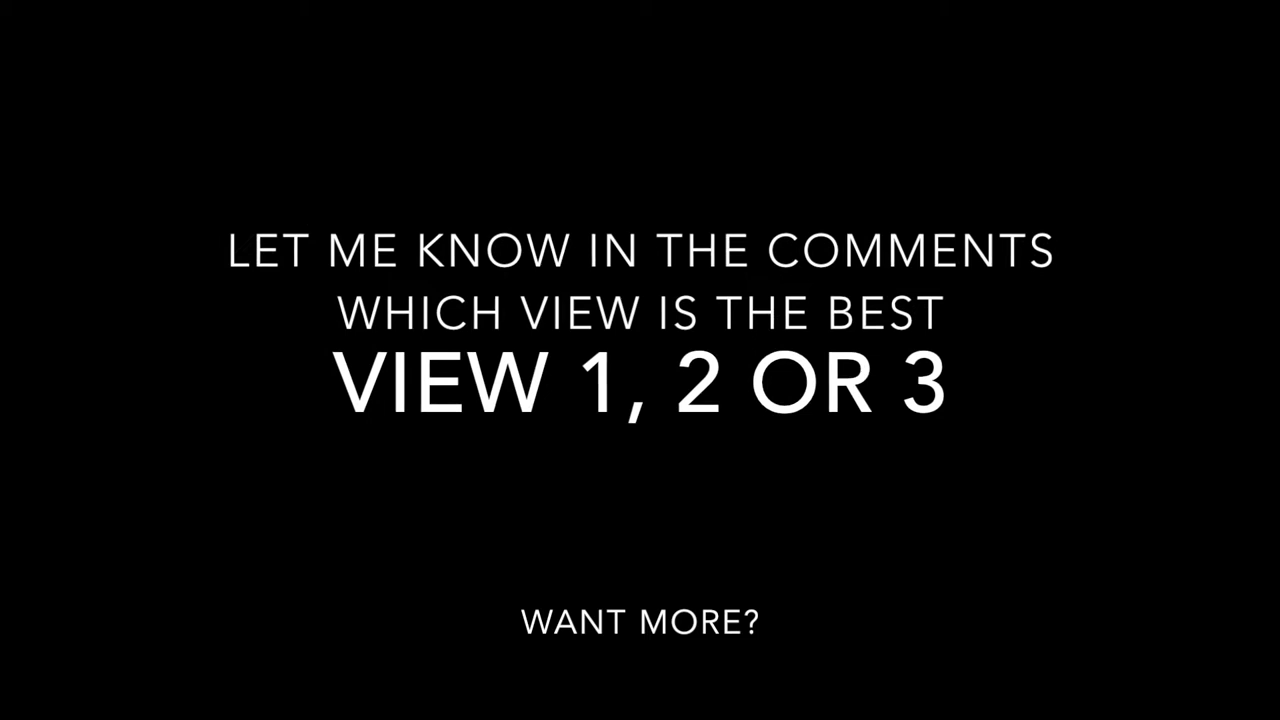 LET ME KNOW IN THE COMMENTS
WHICH VIEW IS THE BEST
VIEW 1, 2 OR 3
WANT MORE?